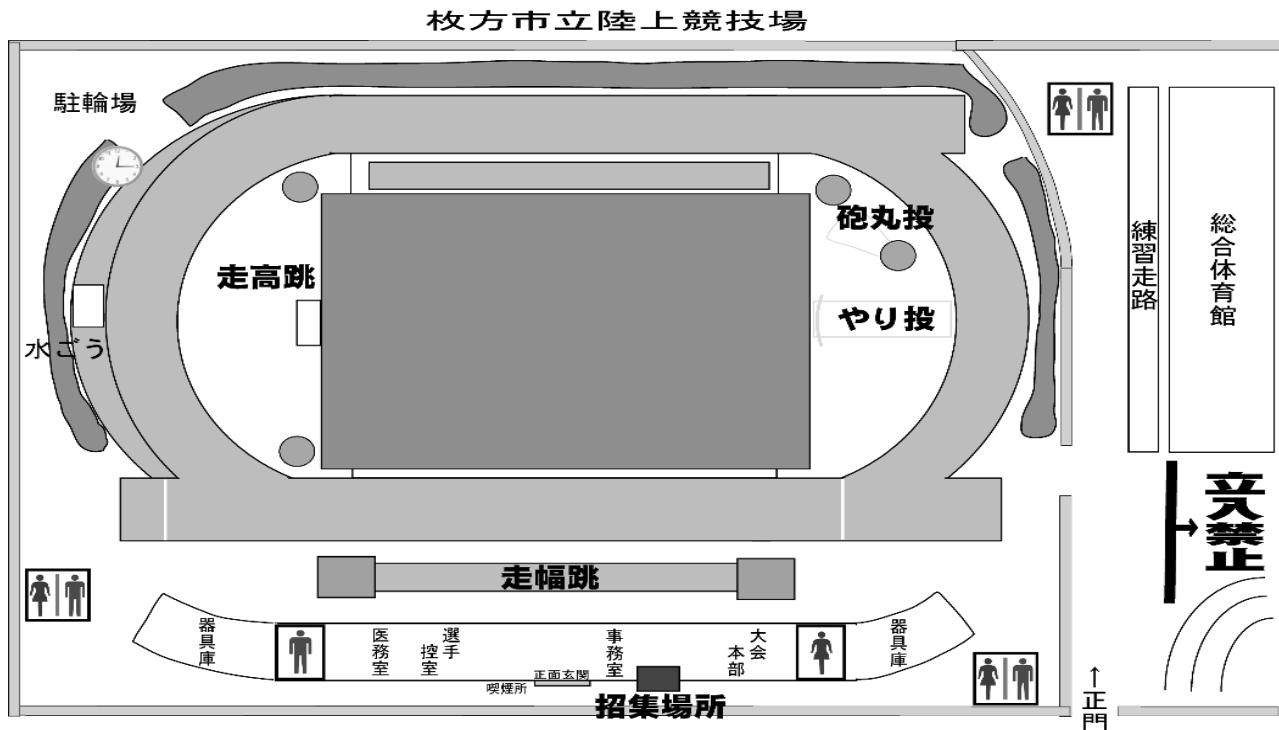 枚方市立陸上競技場
駐輪場
砲丸投
走高跳
やり投
練習走路
総合体育館
水ごう
立入禁止
走幅跳
器具庫
医務室
選手
控室
事務室
大会
本部
器具庫
正面玄関
喫煙所
招集場所
↑正門